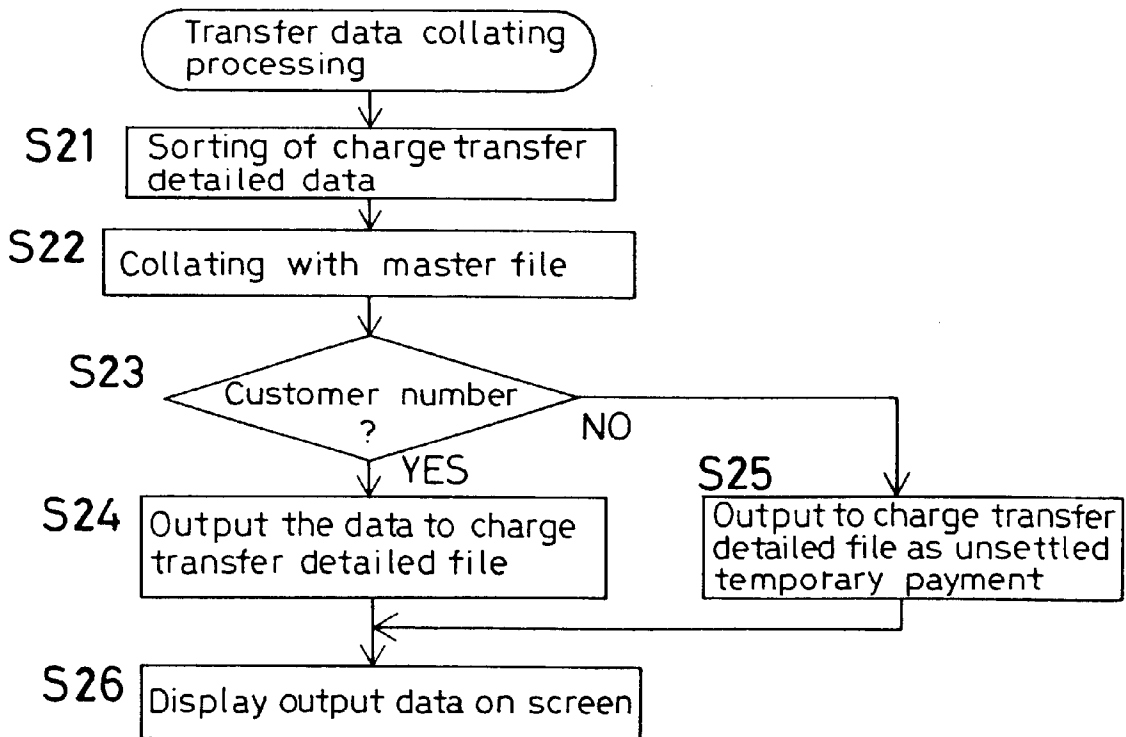 Transfer data collating
processing
S21
Sorting of charge transfer
detailed data
S22
Collating with master file
S23
Customer number
?
NO
YES
S24
Output the data to charge
transfer detailed file
S25
Output to charge transfer
detailed file as unsettled
temporary payment
S26
Display output data on screen